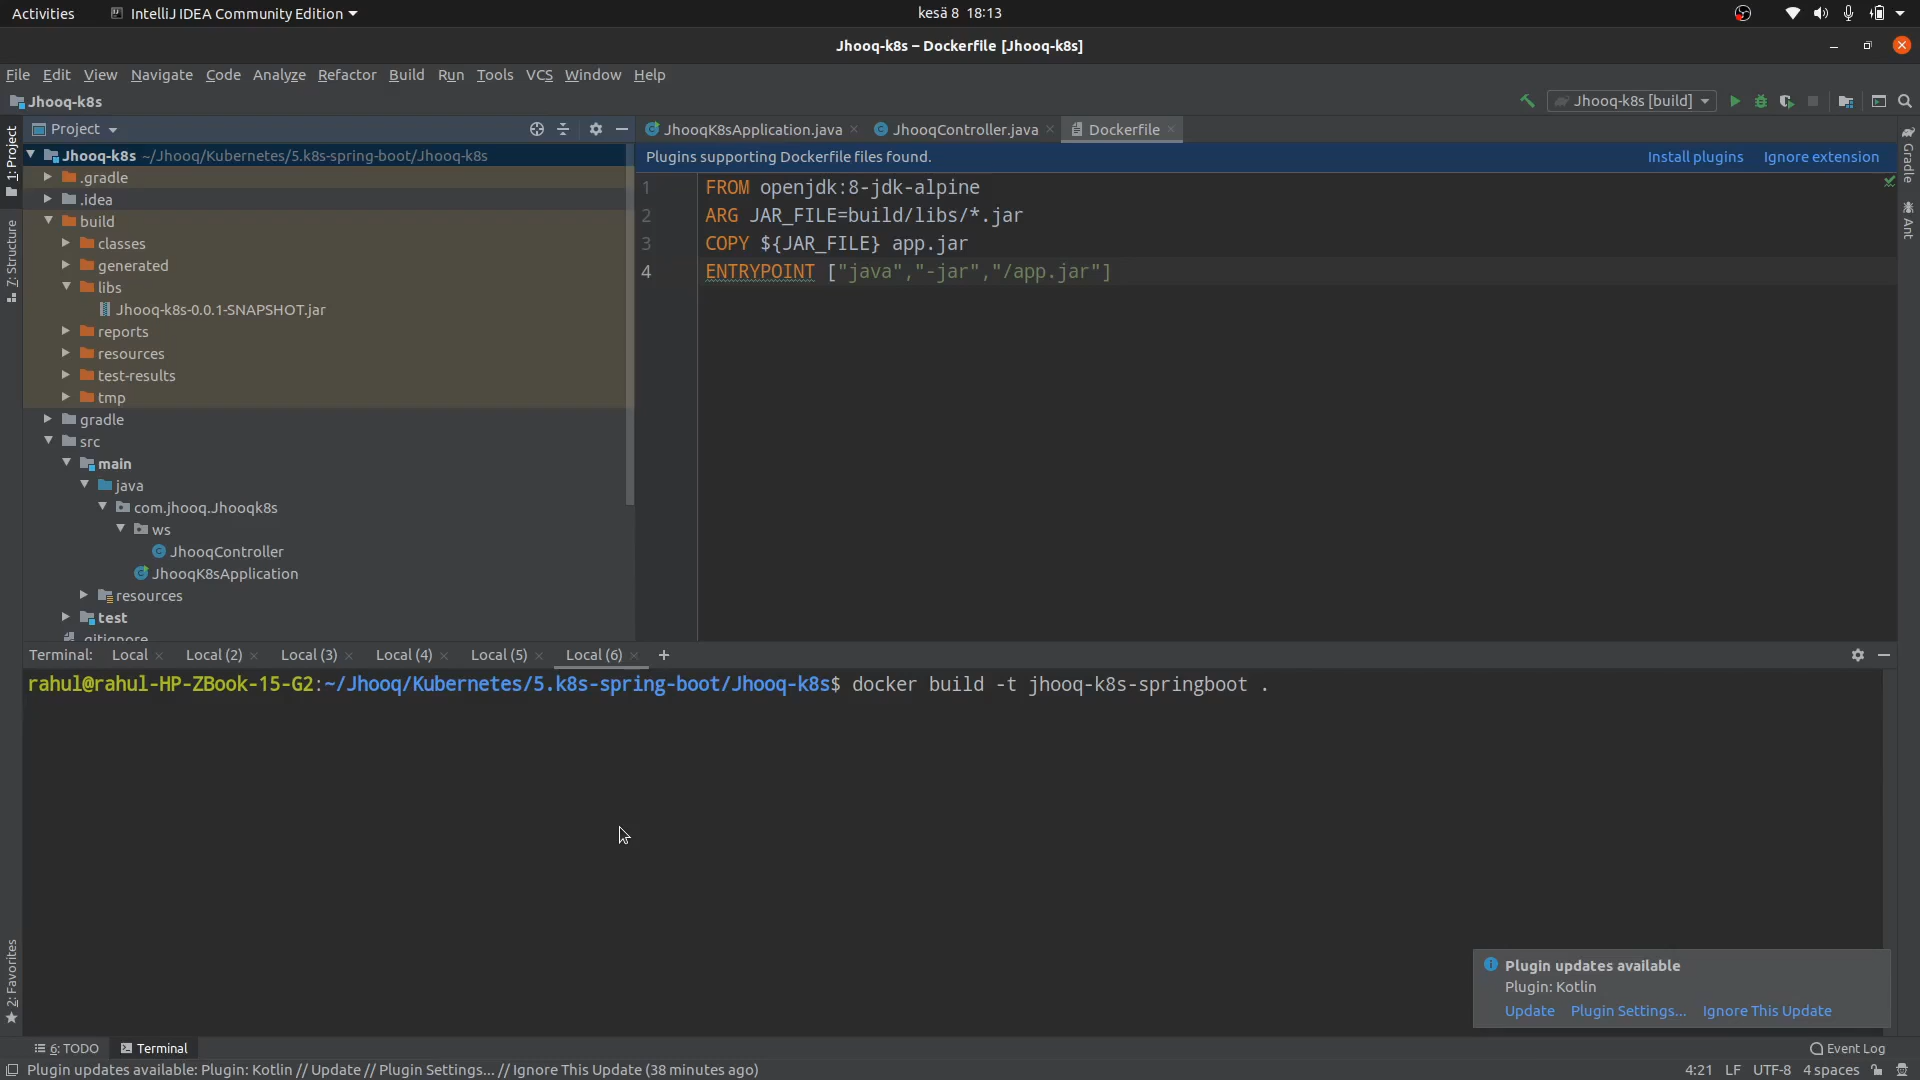 Activities IntelliJ IDEA Community Edition kesä 8 18:13
Jhooq-k8s – Dockerfile [Jhooq-k8s]
File Edit View Navigate Code Analyze Refactor Build Run Tools VCS Window Help
Jhooq-k8s Jhooq-k8s [build]
Project JhooqK8sApplication.java JhooqController.java Dockerfile
1: Project
Z: Structure
2: Favorites
Gradle
Ant
Plugins supporting Dockerfile files found. Install plugins Ignore extension
Jhooq-k8s ~/Jhooq/Kubernetes/5.k8s-spring-boot/Jhooq-k8s
.gradle
.idea
build
classes
generated
libs
Jhooq-k8s-0.0.1-SNAPSHOT.jar
reports
resources
test-results
tmp
gradle
src
main
java
com.jhooq.Jhooqk8s
ws
JhooqController
JhooqK8sApplication
resources
test
.gitignore
1 FROM openjdk:8-jdk-alpine
2 ARG JAR_FILE=build/libs/*.jar
3 COPY ${JAR_FILE} app.jar
4 ENTRYPOINT ["java","-jar","/app.jar"]
Terminal: Local Local (2) Local (3) Local (4) Local (5) Local (6)
rahul@rahul-HP-ZBook-15-G2:~/Jhooq/Kubernetes/5.k8s-spring-boot/Jhooq-k8s$ docker build -t jhooq-k8s-springboot .
Plugin updates available
Plugin: Kotlin
Update Plugin Settings... Ignore This Update
6: TODO Terminal Event Log
Plugin updates available: Plugin: Kotlin // Update // Plugin Settings... // Ignore This Update (38 minutes ago) 4:21 LF UTF-8 4 spaces